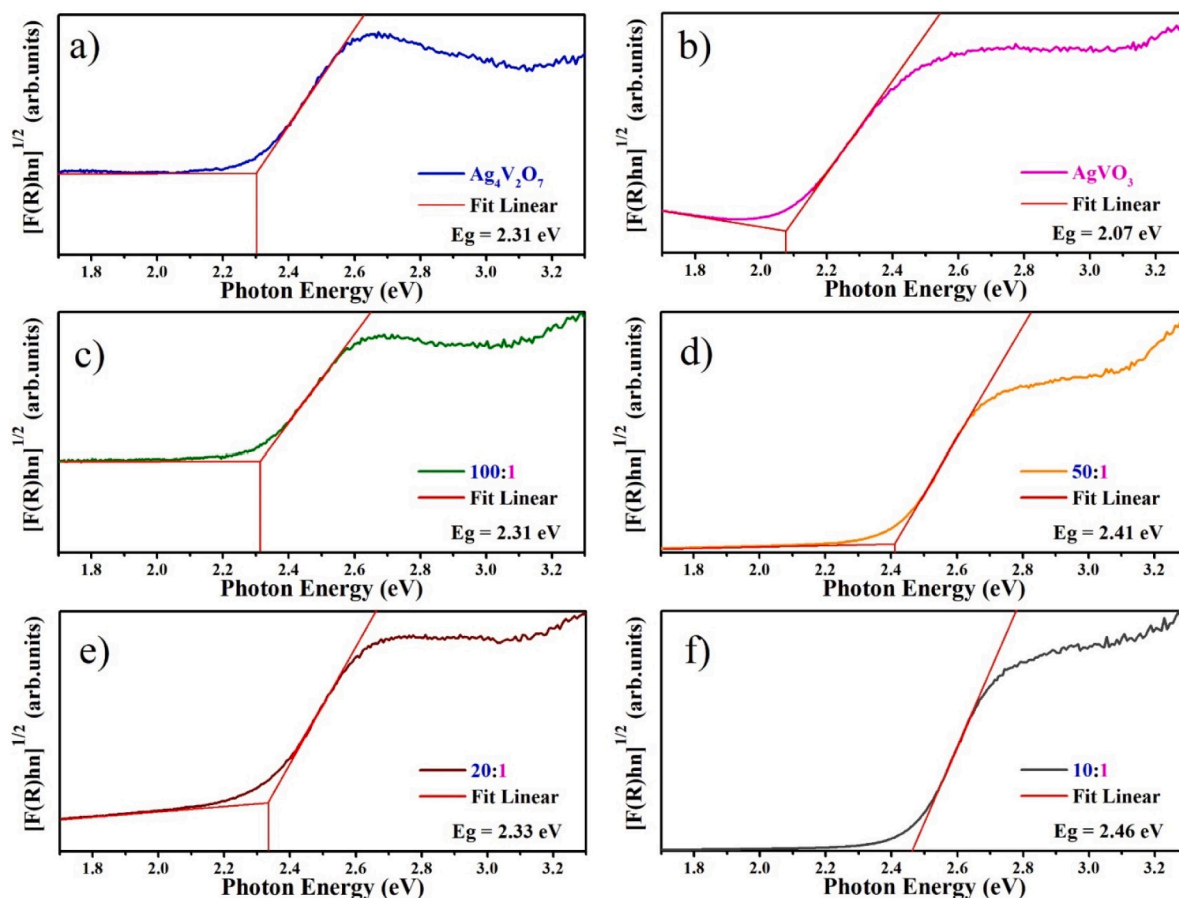 a)
[F(R)hn]^1/2 (arb.units)
Ag₄V₂O₇
Fit Linear
Eg = 2.31 eV
1.8 2.0 2.2 2.4 2.6 2.8 3.0 3.2
Photon Energy (eV)
b)
[F(R)hn]^1/2 (arb.units)
AgVO₃
Fit Linear
Eg = 2.07 eV
1.8 2.0 2.2 2.4 2.6 2.8 3.0 3.2
Photon Energy (eV)
c)
[F(R)hn]^1/2 (arb.units)
100:1
Fit Linear
Eg = 2.31 eV
1.8 2.0 2.2 2.4 2.6 2.8 3.0 3.2
Photon Energy (eV)
d)
[F(R)hn]^1/2 (arb.units)
50:1
Fit Linear
Eg = 2.41 eV
1.8 2.0 2.2 2.4 2.6 2.8 3.0 3.2
Photon Energy (eV)
e)
[F(R)hn]^1/2 (arb.units)
20:1
Fit Linear
Eg = 2.33 eV
1.8 2.0 2.2 2.4 2.6 2.8 3.0 3.2
Photon Energy (eV)
f)
[F(R)hn]^1/2 (arb.units)
10:1
Fit Linear
Eg = 2.46 eV
1.8 2.0 2.2 2.4 2.6 2.8 3.0 3.2
Photon Energy (eV)